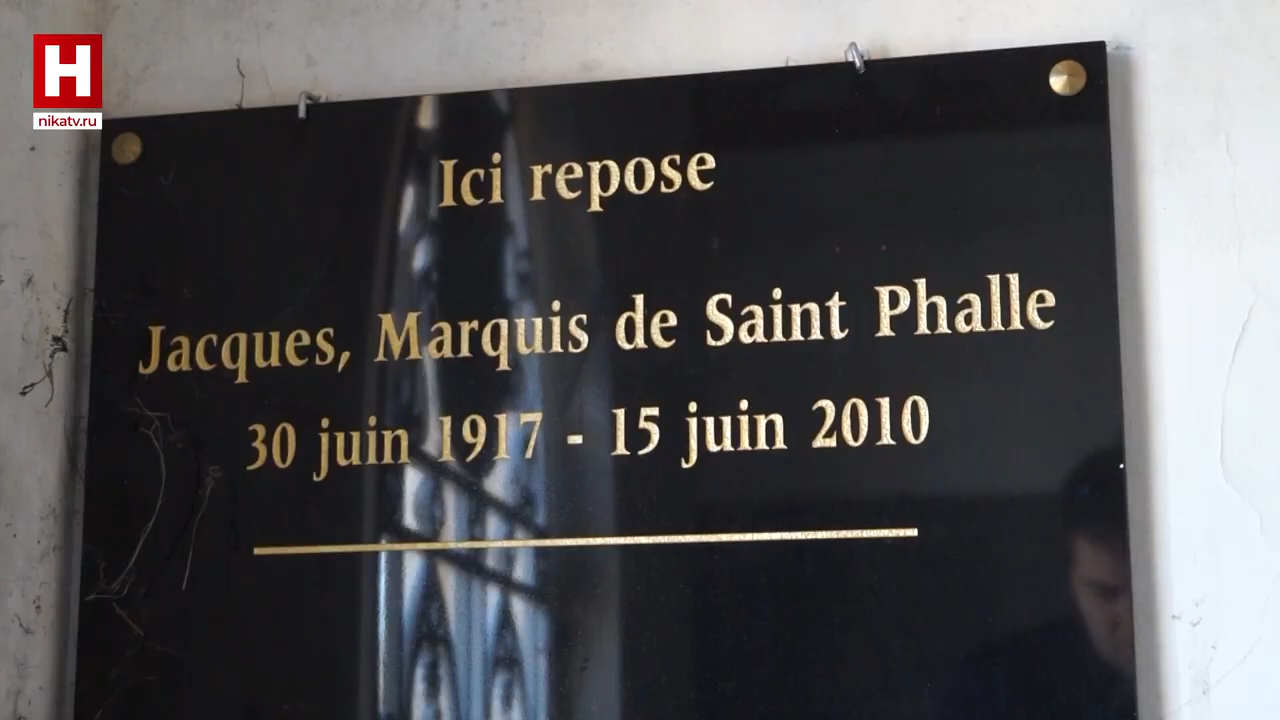 H
nikatv.ru
Ici repose
Jacques, Marquis de Saint Phalle
30 juin 1917 - 15 juin 2010